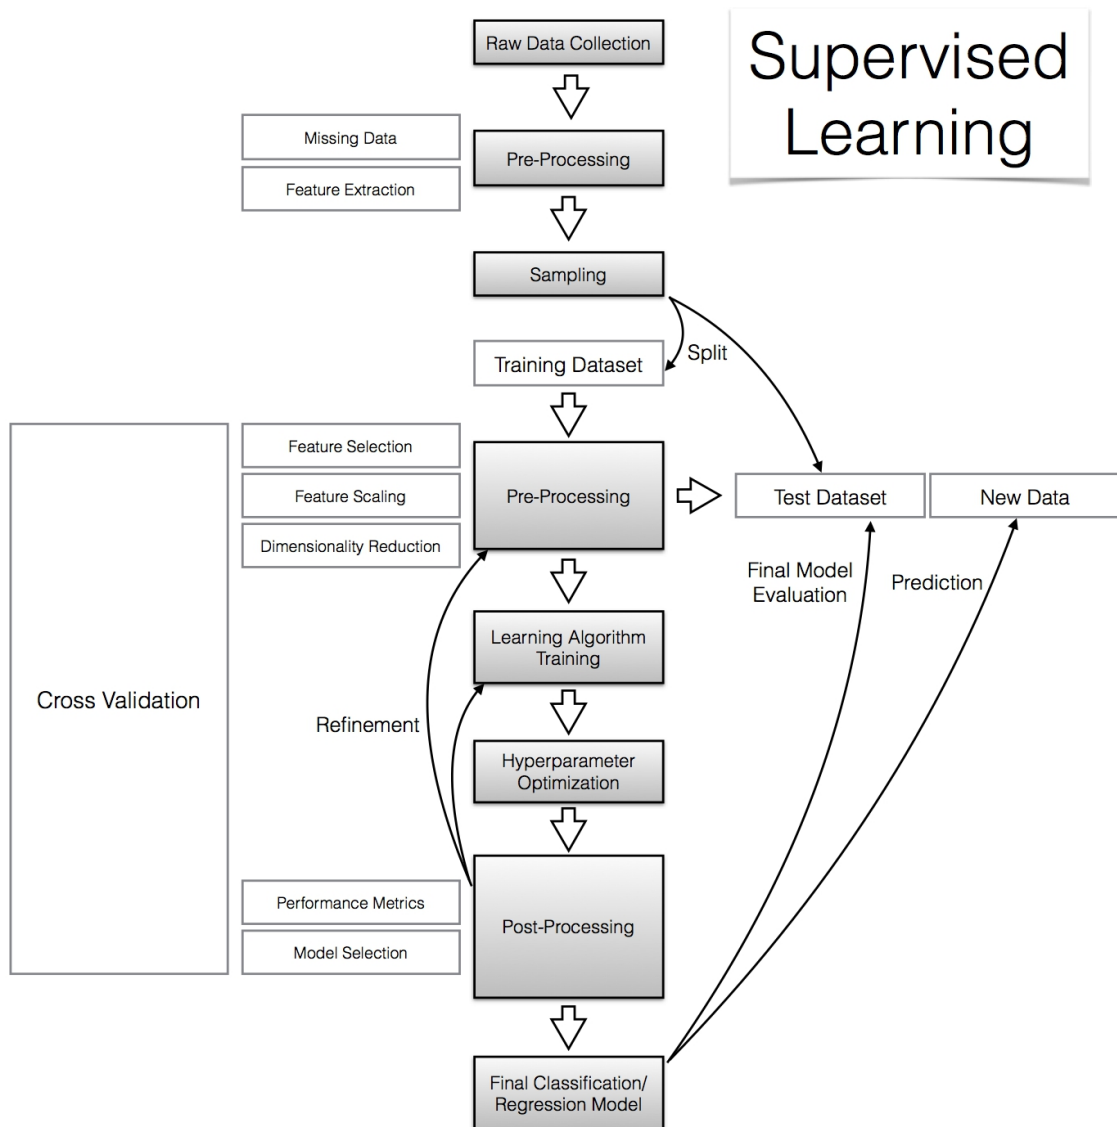 Supervised
Learning
Raw Data Collection
Missing Data
Feature Extraction
Pre-Processing
Sampling
Split
Training Dataset
Feature Selection
Feature Scaling
Dimensionality Reduction
Pre-Processing
Test Dataset
New Data
Final Model
Evaluation
Prediction
Learning Algorithm
Training
Cross Validation
Refinement
Hyperparameter
Optimization
Performance Metrics
Model Selection
Post-Processing
Final Classification/
Regression Model